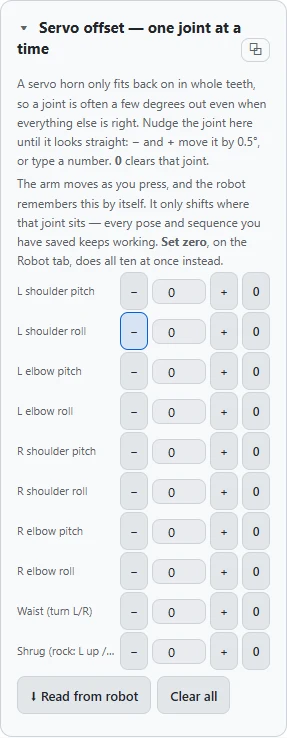 ▾ Servo offset — one joint at a
time
A servo horn only fits back on in whole teeth,
so a joint is often a few degrees out even when
everything else is right. Nudge the joint here
until it looks straight: − and + move it by 0.5°,
or type a number. 0 clears that joint.
The arm moves as you press, and the robot
remembers this by itself. It only shifts where
that joint sits — every pose and sequence you
have saved keeps working. Set zero, on the
Robot tab, does all ten at once instead.
L shoulder pitch − 0 + 0
L shoulder roll − 0 + 0
L elbow pitch − 0 + 0
L elbow roll − 0 + 0
R shoulder pitch − 0 + 0
R shoulder roll − 0 + 0
R elbow pitch − 0 + 0
R elbow roll − 0 + 0
Waist (turn L/R) − 0 + 0
Shrug (rock: L up /... − 0 + 0
⬇ Read from robot Clear all